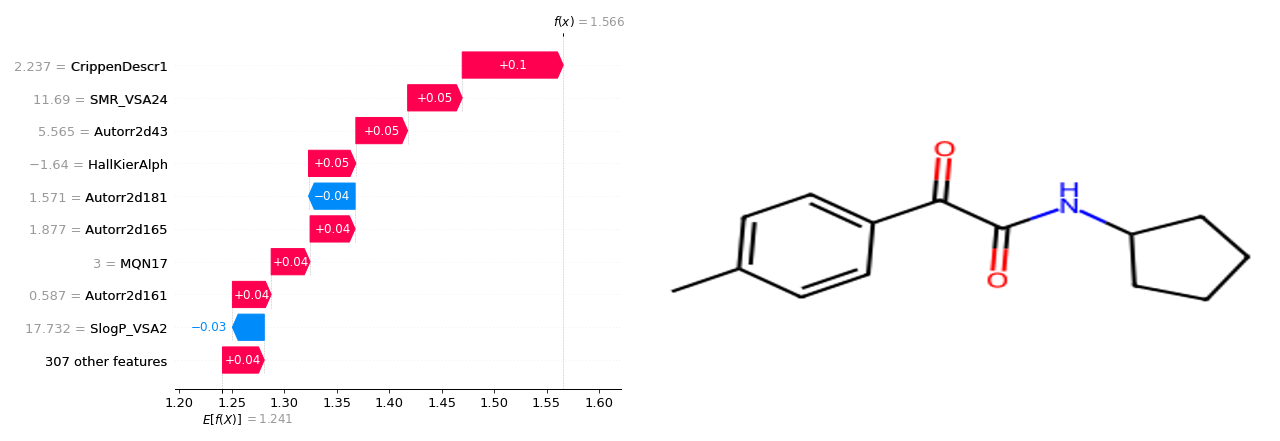 f(x) = 1.566
2.237 = CrippenDescr1
+0.1
11.69 = SMR_VSA24
+0.05
5.565 = Autorr2d43
+0.05
−1.64 = HallKierAlph
+0.05
1.571 = Autorr2d181
−0.04
1.877 = Autorr2d165
+0.04
3 = MQN17
+0.04
0.587 = Autorr2d161
+0.04
17.732 = SlogP_VSA2
−0.03
307 other features
+0.04
1.20 1.25 1.30 1.35 1.40 1.45 1.50 1.55 1.60
E[f(X)] = 1.241
O
H
N
O